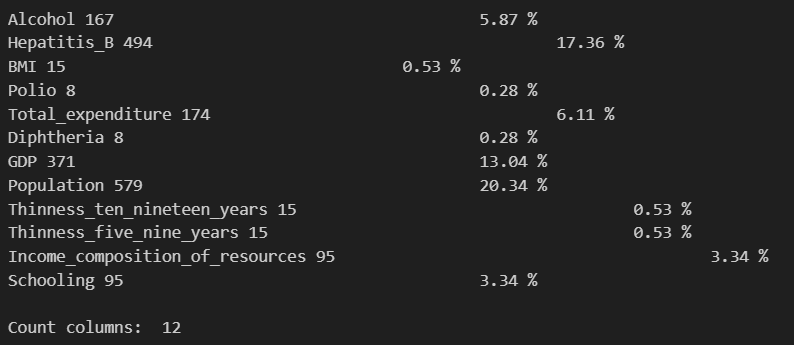 Alcohol 167 5.87 %
Hepatitis_B 494 17.36 %
BMI 15 0.53 %
Polio 8 0.28 %
Total_expenditure 174 6.11 %
Diphtheria 8 0.28 %
GDP 371 13.04 %
Population 579 20.34 %
Thinness_ten_nineteen_years 15 0.53 %
Thinness_five_nine_years 15 0.53 %
Income_composition_of_resources 95 3.34 %
Schooling 95 3.34 %
Count columns: 12